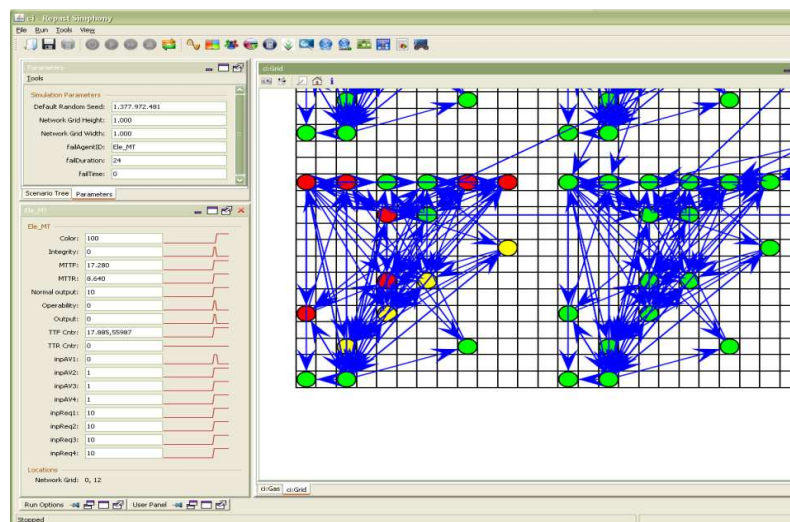 ci - Repast Simphony
File Run Tools View
Parameters
Tools
Simulation Parameters
Default Random Seed: 1.377.972.481
Network Grid Height: 1.000
Network Grid Width: 1.000
failAgentID: Ele_MT
failDuration: 24
failTime: 0
Scenario Tree Parameters
Ele_MT
Ele_MT
Color: 100
Integrity: 0
MTTF: 17.280
MTTR: 8.640
Normal output: 10
Operability: 0
Output: 0
TTF Cntr: 17.885,55987
TTR Cntr: 0
inpAV1: 0
inpAV2: 1
inpAV3: 1
inpAV4: 1
inpReq1: 10
inpReq2: 10
inpReq3: 10
inpReq4: 10
Locations
Network Grid: 0, 12
Run Options User Panel
Stopped
ci:Grid
ci:Gas ci:Grid